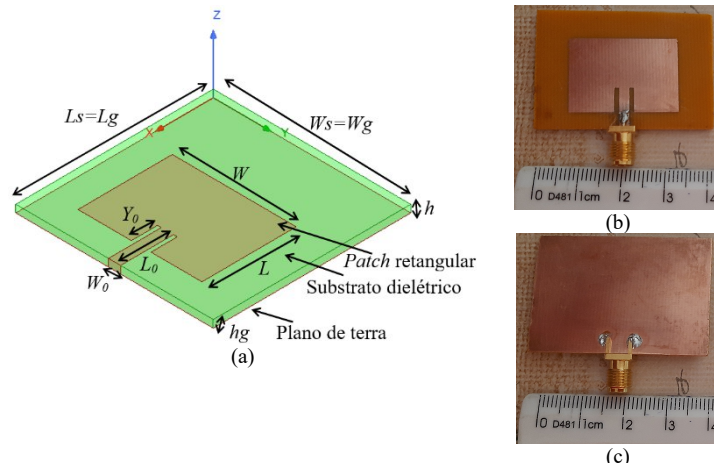 Z
Ls=Lg
Ws=Wg
X
Y
W
h
Y0
L0
L
W0
Patch retangular
Substrato dielétrico
hg
Plano de terra
(a)
0 D481 1cm 2 3 4
(b)
0 D481 1cm 2 3 4
(c)